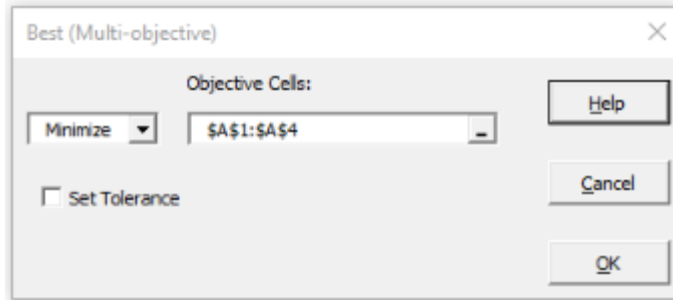 Best (Multi-objective)
Objective Cells:
Help
Minimize
$A$1:$A$4
Set Tolerance
Cancel
OK